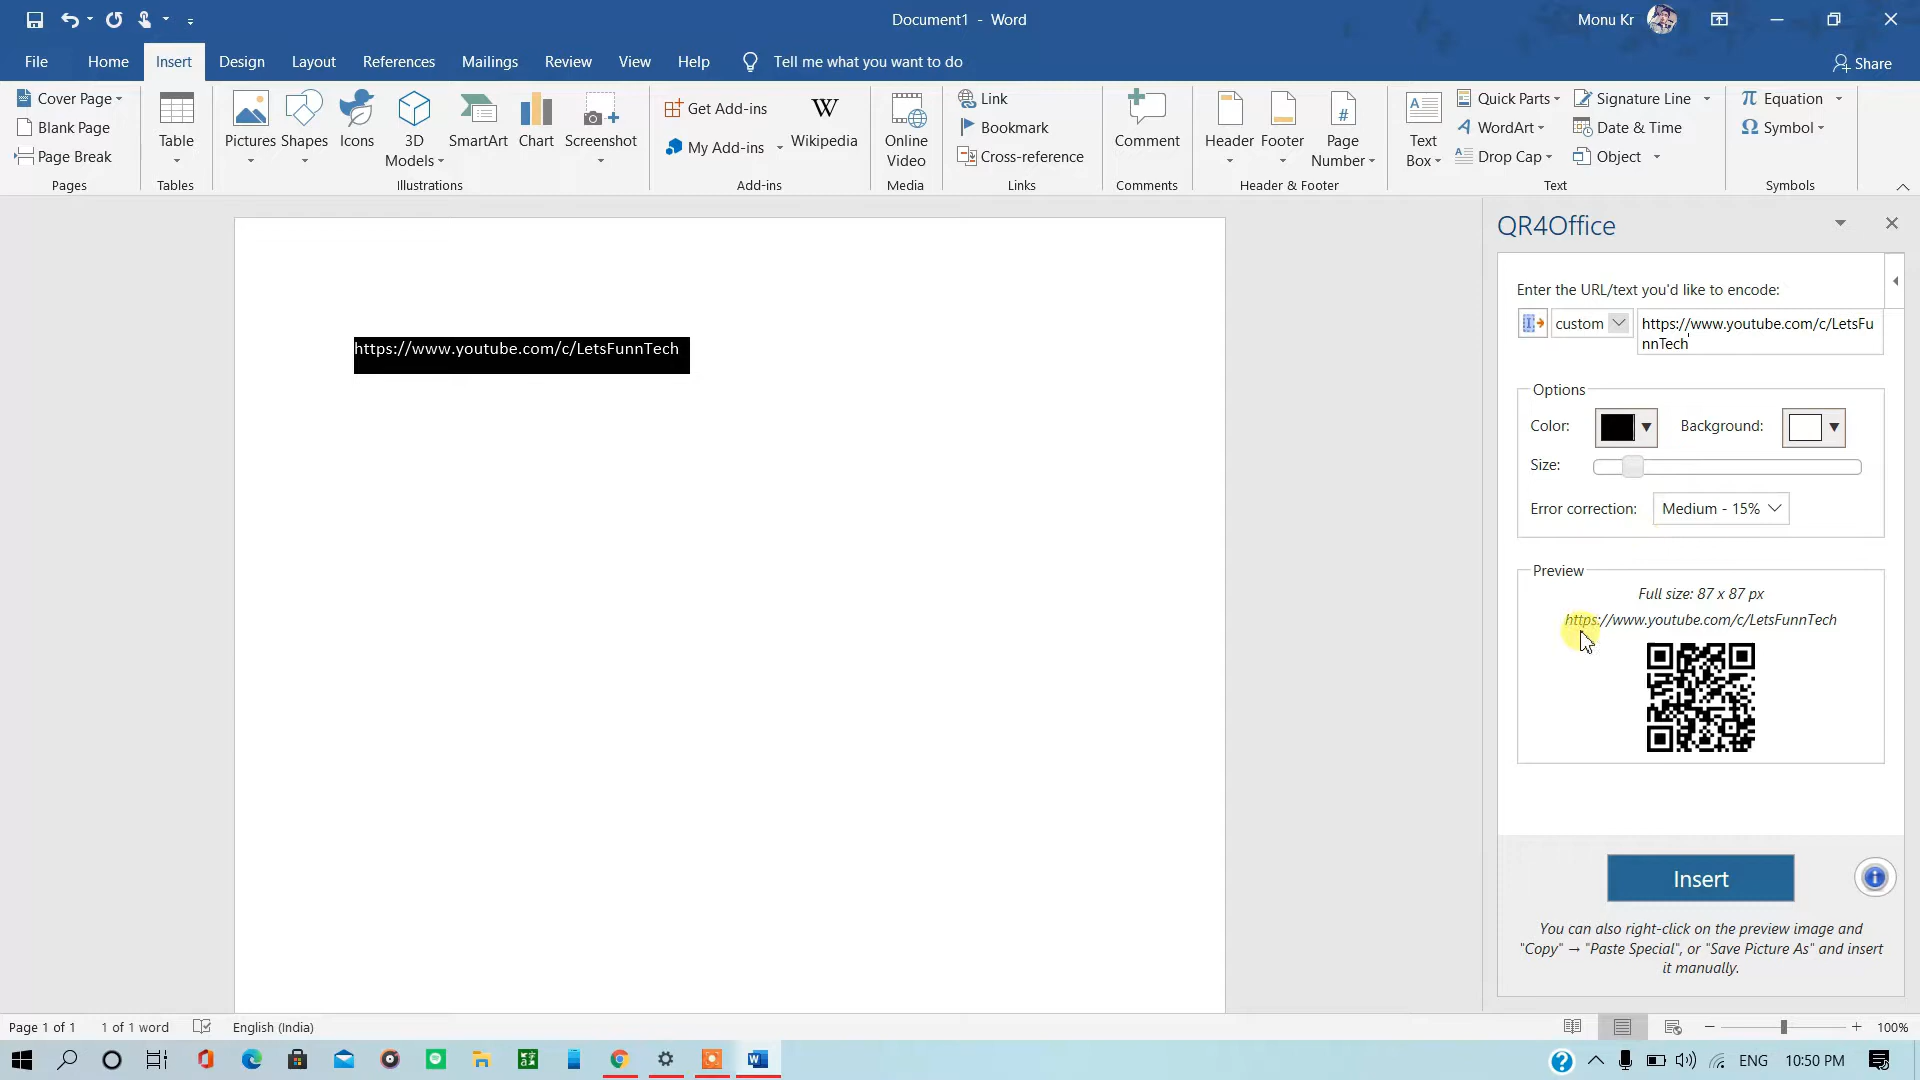 Document1 - Word
Monu Kr
File Home Insert Design Layout References Mailings Review View Help Tell me what you want to do
Share
Cover Page
Blank Page
Page Break
Pages
Table
Tables
Pictures Shapes Icons 3D Models SmartArt Chart Screenshot
Illustrations
Get Add-ins
My Add-ins
W
Wikipedia
Add-ins
Online Video
Media
Link
Bookmark
Cross-reference
Links
Comment
Comments
Header Footer Page Number
Header & Footer
Text Box
Quick Parts
WordArt
Drop Cap
Signature Line
Date & Time
Object
Text
π Equation
Ω Symbol
Symbols
https://www.youtube.com/c/LetsFunnTech
QR4Office
Enter the URL/text you'd like to encode:
custom
https://www.youtube.com/c/LetsFu
nnTech
Options
Color: Background:
Size:
Error correction: Medium - 15%
Preview
Full size: 87 x 87 px
https://www.youtube.com/c/LetsFunnTech
Insert
You can also right-click on the preview image and
"Copy" → "Paste Special", or "Save Picture As" and insert
it manually.
Page 1 of 1 1 of 1 word English (India)
100%
ENG 10:50 PM